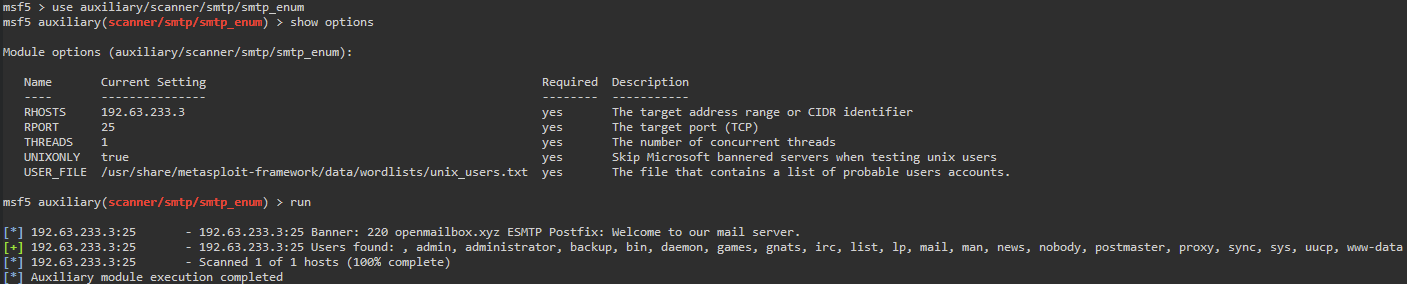 msf5 > use auxiliary/scanner/smtp/smtp_enum
msf5 auxiliary(scanner/smtp/smtp_enum) > show options
Module options (auxiliary/scanner/smtp/smtp_enum):
Name       Current Setting                                                Required  Description
----       ---------------                                                --------  -----------
RHOSTS     192.63.233.3                                                   yes       The target address range or CIDR identifier
RPORT      25                                                             yes       The target port (TCP)
THREADS    1                                                              yes       The number of concurrent threads
UNIXONLY   true                                                           yes       Skip Microsoft bannered servers when testing unix users
USER_FILE  /usr/share/metasploit-framework/data/wordlists/unix_users.txt  yes       The file that contains a list of probable users accounts.
msf5 auxiliary(scanner/smtp/smtp_enum) > run
[*] 192.63.233.3:25       - 192.63.233.3:25 Banner: 220 openmailbox.xyz ESMTP Postfix: Welcome to our mail server.
[+] 192.63.233.3:25       - 192.63.233.3:25 Users found: , admin, administrator, backup, bin, daemon, games, gnats, irc, list, lp, mail, man, news, nobody, postmaster, proxy, sync, sys, uucp, www-data
[*] 192.63.233.3:25       - Scanned 1 of 1 hosts (100% complete)
[*] Auxiliary module execution completed